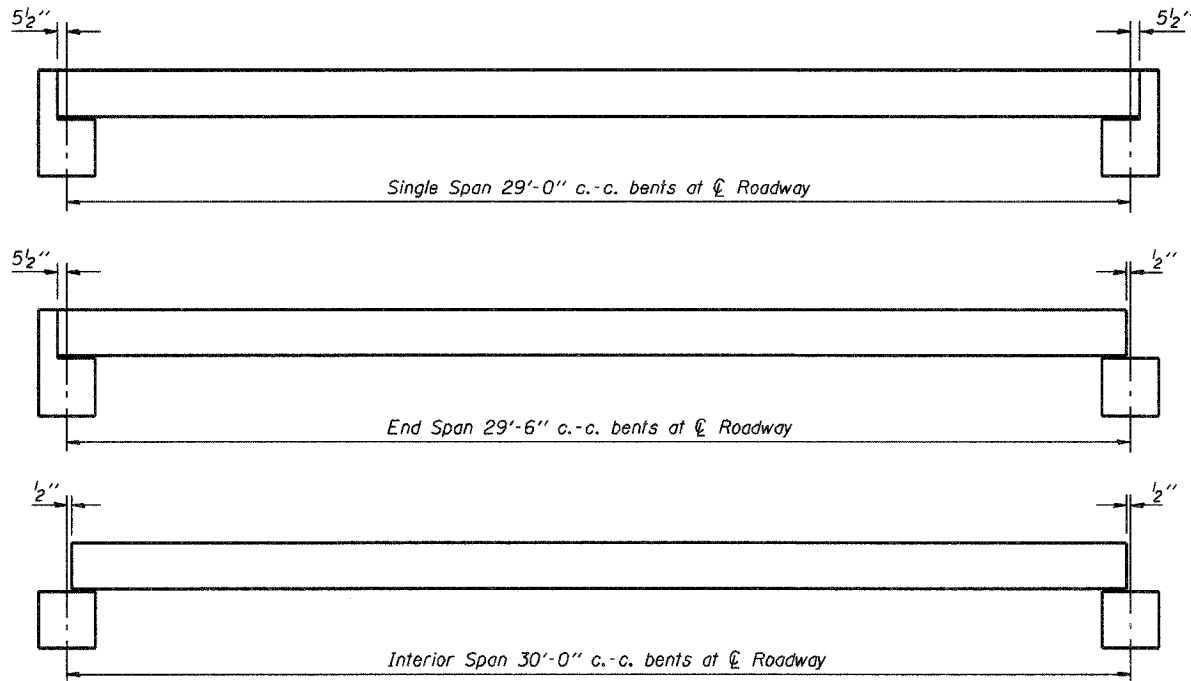 5½" 5½"
Single Span 29'-0" c.-c. bents at ℄ Roadway
5½" ½"
End Span 29'-6" c.-c. bents at ℄ Roadway
½" ½"
Interior Span 30'-0" c.-c. bents at ℄ Roadway